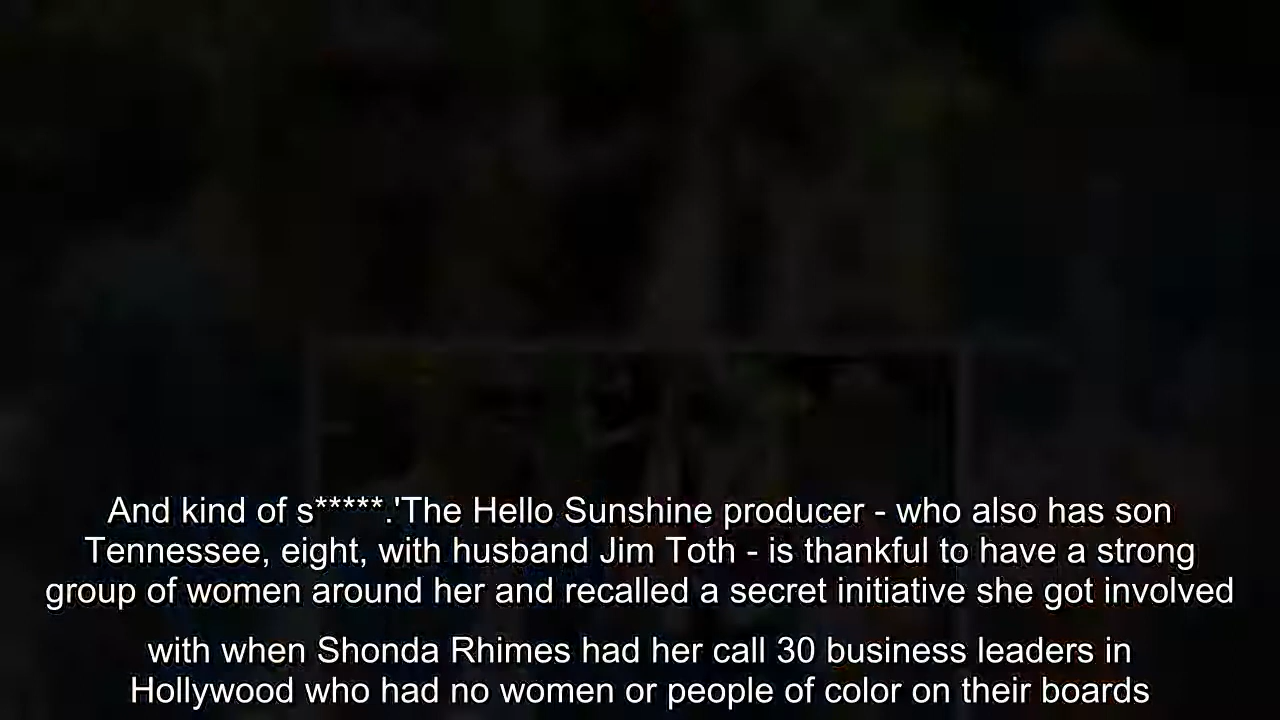 And kind of s*****.'The Hello Sunshine producer - who also has son
Tennessee, eight, with husband Jim Toth - is thankful to have a strong
group of women around her and recalled a secret initiative she got involved
with when Shonda Rhimes had her call 30 business leaders in
Hollywood who had no women or people of color on their boards